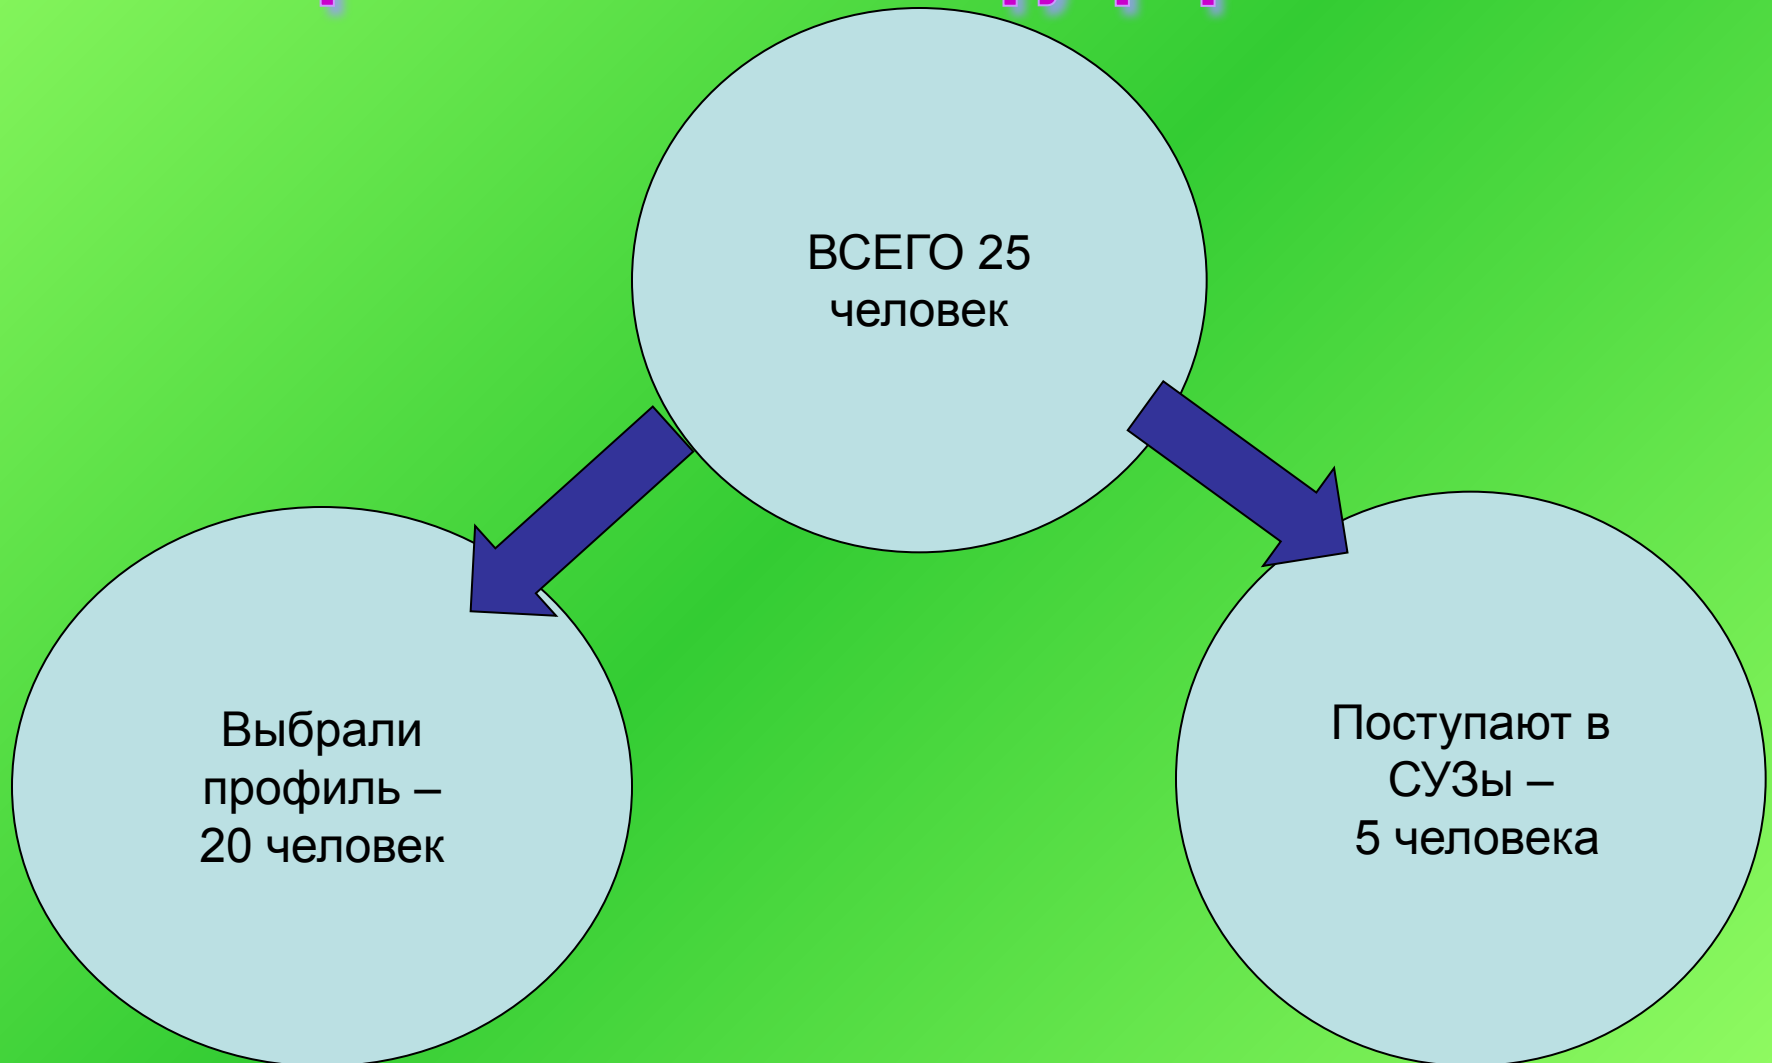 ВСЕГО 25
человек
Выбрали
профиль –
20 человек
Поступают в
СУЗы –
5 человека